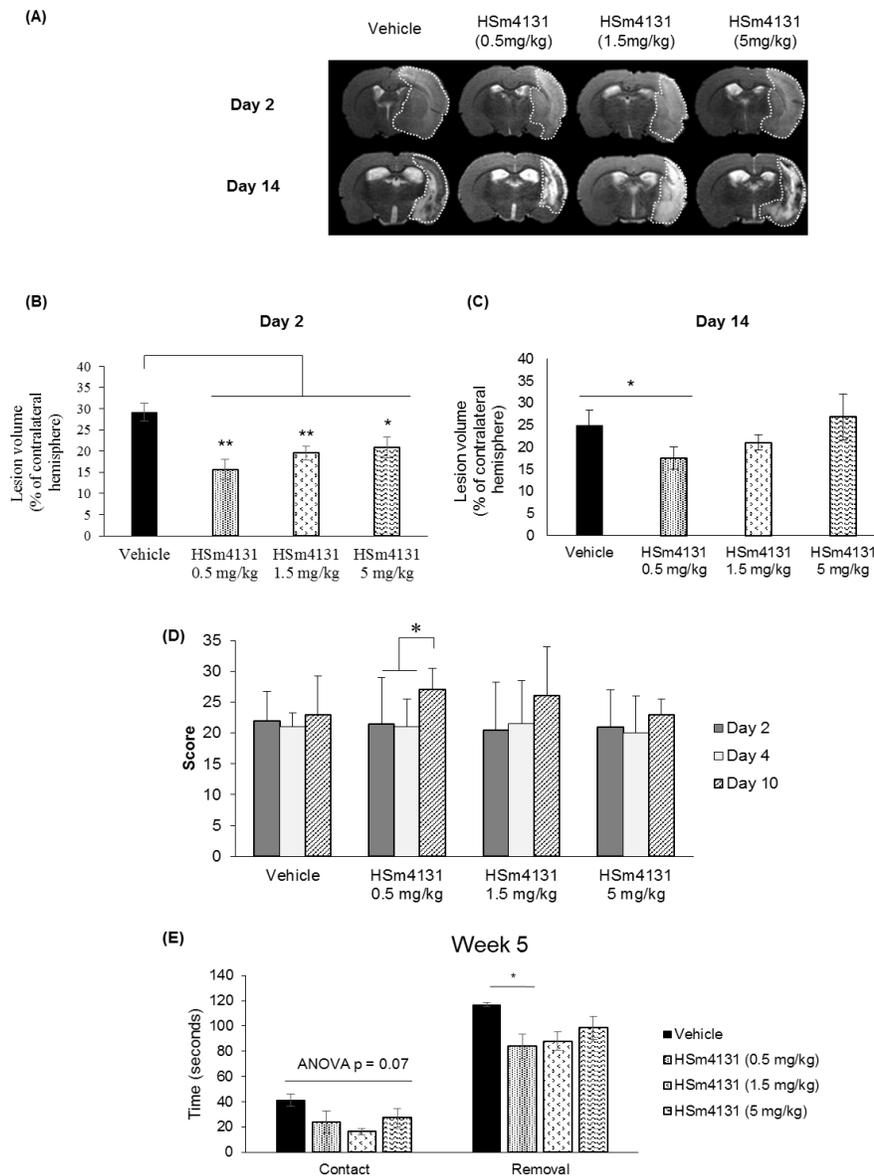 (A)
Vehicle
HSm4131
(0.5mg/kg)
HSm4131
(1.5mg/kg)
HSm4131
(5mg/kg)
Day 2
Day 14
(B)
Day 2
Lesion volume
(% of contralateral
hemisphere)
40
35
30
25
20
15
10
5
0
**
**
*
Vehicle
HSm4131
0.5 mg/kg
HSm4131
1.5 mg/kg
HSm4131
5 mg/kg
(C)
Day 14
Lesion volume
(% of contralateral
hemisphere)
40
35
30
25
20
15
10
5
0
*
Vehicle
HSm4131
0.5 mg/kg
HSm4131
1.5 mg/kg
HSm4131
5 mg/kg
(D)
Score
35
30
25
20
15
10
5
0
*
Vehicle
HSm4131
0.5 mg/kg
HSm4131
1.5 mg/kg
HSm4131
5 mg/kg
Day 2
Day 4
Day 10
(E)
Week 5
Time (seconds)
140
120
100
80
60
40
20
0
ANOVA p = 0.07
*
Contact
Removal
Vehicle
HSm4131 (0.5 mg/kg)
HSm4131 (1.5 mg/kg)
HSm4131 (5 mg/kg)